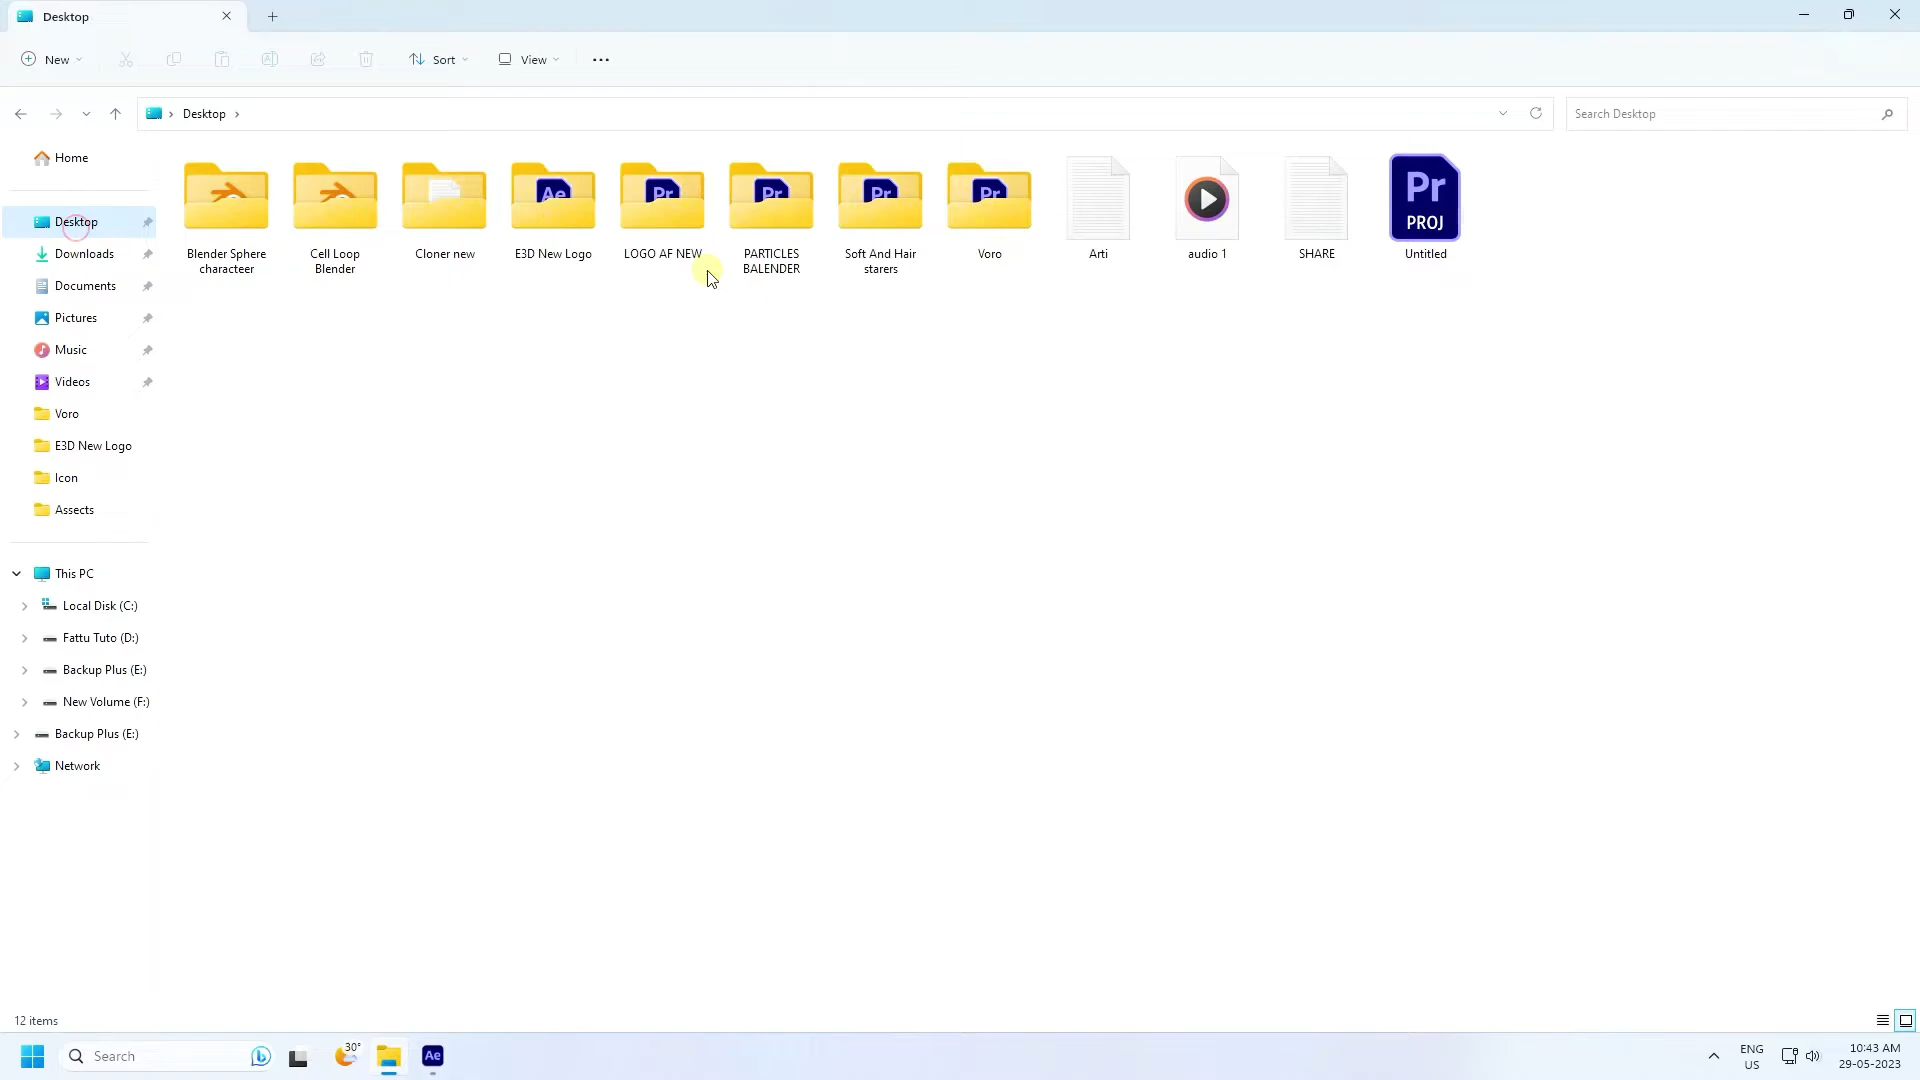 Desktop
New
Sort
View
Desktop
Search Desktop
Home
Desktop
Downloads
Documents
Pictures
Music
Videos
Voro
E3D New Logo
Icon
Assects
This PC
Local Disk (C:)
Fattu Tuto (D:)
Backup Plus (E:)
New Volume (F:)
Backup Plus (E:)
Network
Ae
Pr
Pr
Pr
Pr
Pr
PROJ
Blender Sphere
characteer
Cell Loop
Blender
Cloner new
E3D New Logo
LOGO AF NEW
PARTICLES
BALENDER
Soft And Hair
starers
Voro
Arti
audio 1
SHARE
Untitled
12 items
Search
30°
Ae
ENG
US
10:43 AM
29-05-2023